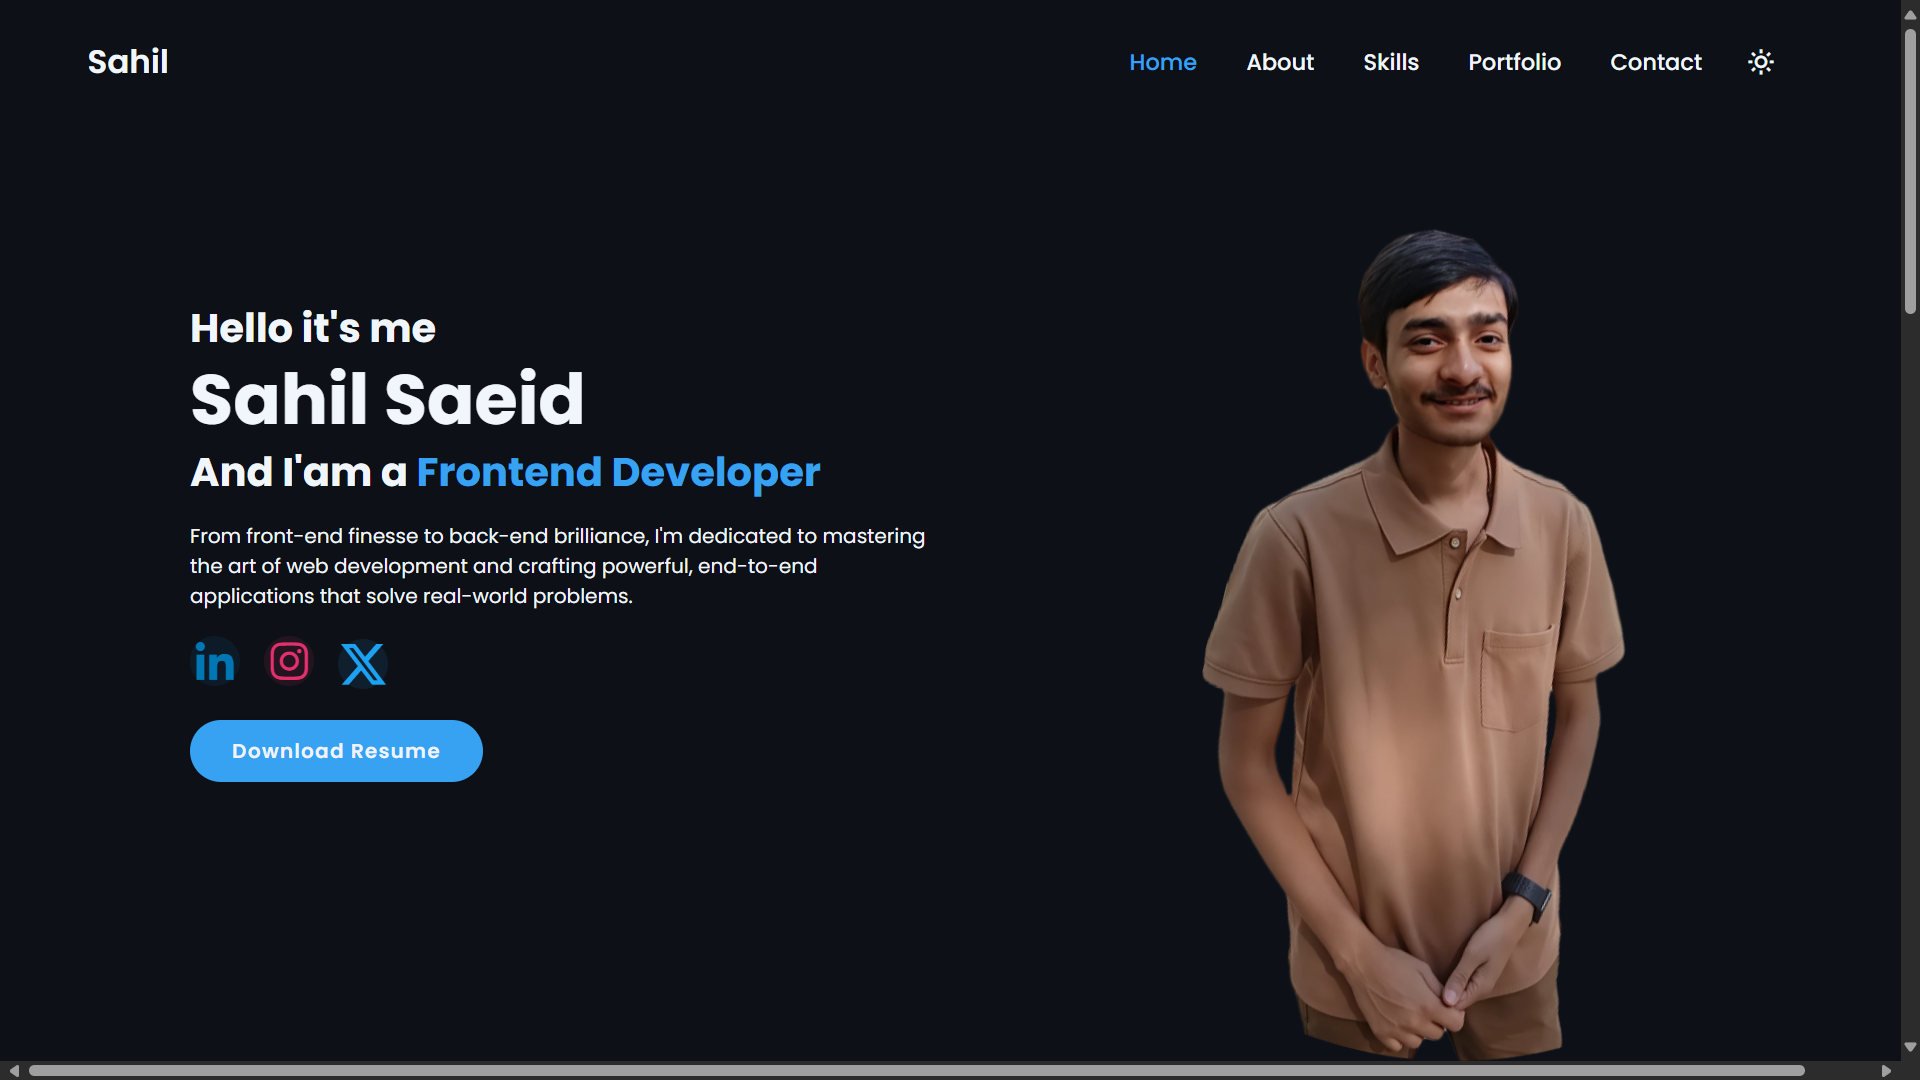 Sahil
Home About Skills Portfolio Contact
Hello it's me
Sahil Saeid
And I'am a Frontend Developer
From front-end finesse to back-end brilliance, I'm dedicated to mastering
the art of web development and crafting powerful, end-to-end
applications that solve real-world problems.
in
Download Resume